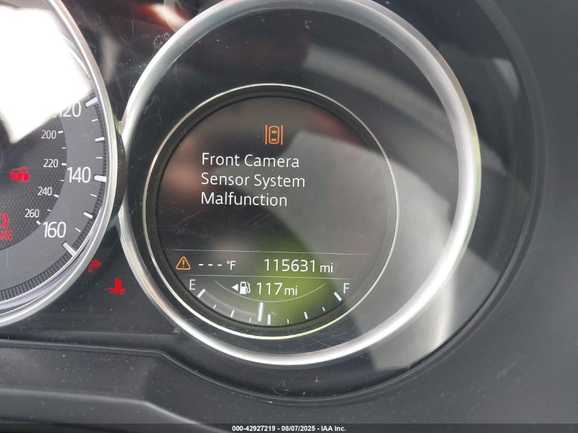 120
200
220
140
240
260
160
Front Camera
Sensor System
Malfunction
- - - °F 115631 mi
E 117 mi F
000-42927219 - 08/07/2025 - IAA Inc.